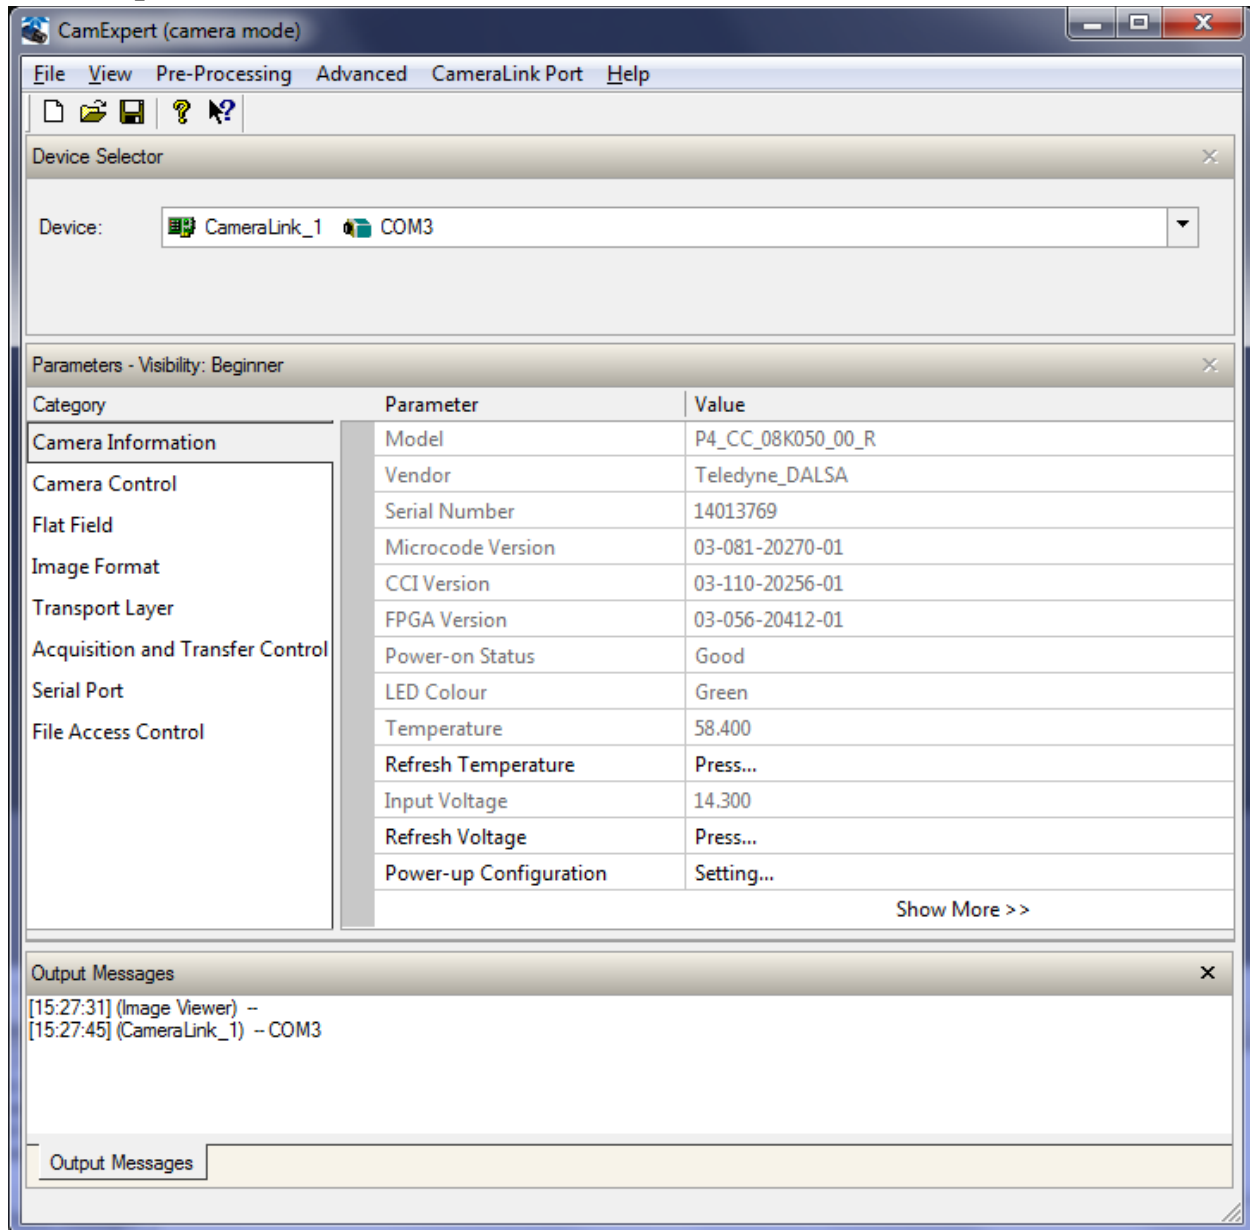 CamExpert (camera mode)
File View Pre-Processing Advanced CameraLink Port Help
Device Selector
Device: CameraLink_1 COM3
Parameters - Visibility: Beginner
Category Parameter Value
Camera Information Model P4_CC_08K050_00_R
Camera Control Vendor Teledyne_DALSA
Flat Field Serial Number 14013769
Image Format Microcode Version 03-081-20270-01
Transport Layer CCI Version 03-110-20256-01
Acquisition and Transfer Control FPGA Version 03-056-20412-01
Serial Port Power-on Status Good
File Access Control LED Colour Green
Temperature 58.400
Refresh Temperature Press...
Input Voltage 14.300
Refresh Voltage Press...
Power-up Configuration Setting...
Show More >>
Output Messages
[15:27:31] (Image Viewer) --
[15:27:45] (CameraLink_1) -- COM3
Output Messages